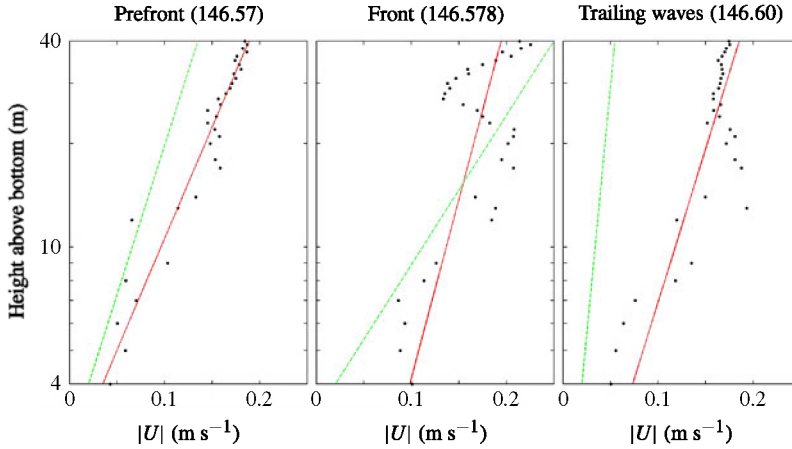 Prefront (146.57)
Front (146.578)
Trailing waves (146.60)
Height above bottom (m)
40
10
4
0
0.1
0.2
0
0.1
0.2
0
0.1
0.2
|U| (m s⁻¹)
|U| (m s⁻¹)
|U| (m s⁻¹)